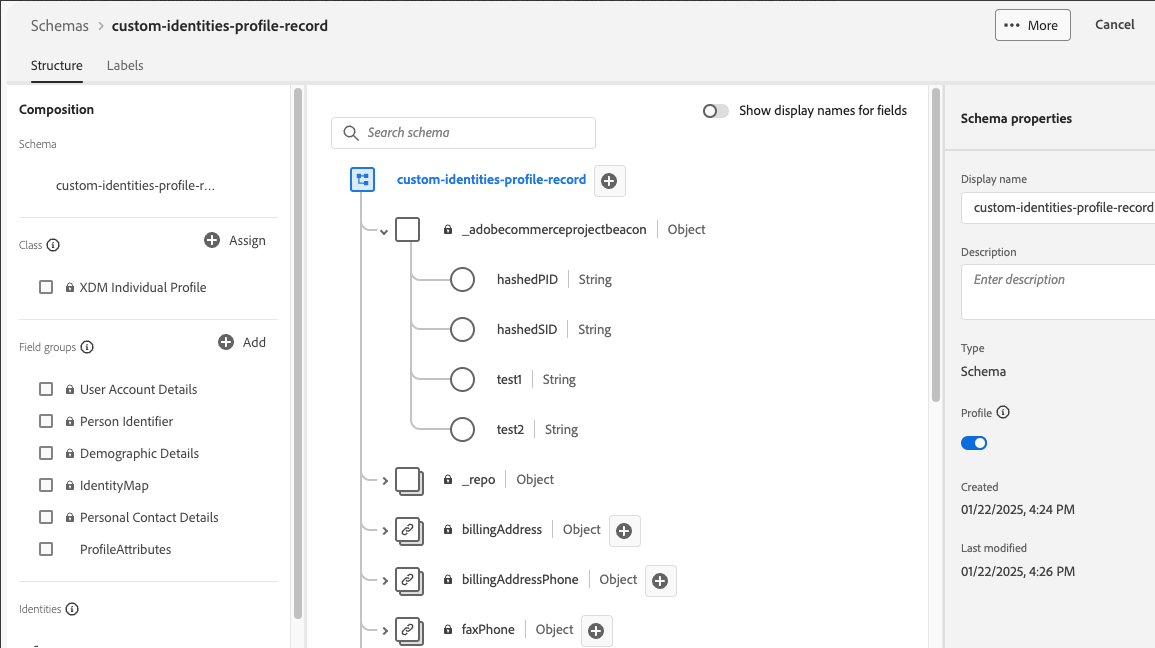 Schemas > custom-identities-profile-record
••• More
Cancel
Structure
Labels
Composition
Schema
custom-identities-profile-r...
Class
Assign
XDM Individual Profile
Field groups
Add
User Account Details
Person Identifier
Demographic Details
IdentityMap
Personal Contact Details
ProfileAttributes
Identities
Show display names for fields
Search schema
custom-identities-profile-record
_adobecommerceprojectbeacon | Object
hashedPID | String
hashedSID | String
test1 | String
test2 | String
_repo | Object
billingAddress | Object
billingAddressPhone | Object
faxPhone | Object
Schema properties
Display name
custom-identities-profile-record
Description
Enter description
Type
Schema
Profile
Created
01/22/2025, 4:24 PM
Last modified
01/22/2025, 4:26 PM